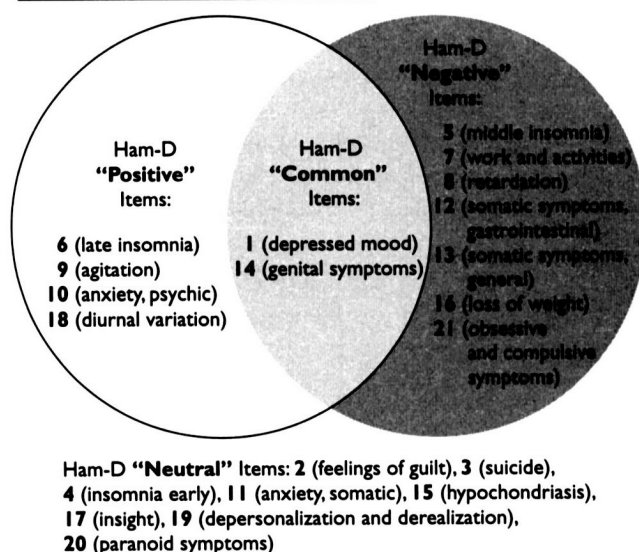 Ham-D
“Positive”
Items:
6 (late insomnia)
9 (agitation)
10 (anxiety, psychic)
18 (diurnal variation)
Ham-D
“Common”
Items:
1 (depressed mood)
14 (genital symptoms)
Ham-D
“Negative”
Items:
5 (middle insomnia)
7 (work and activities)
8 (retardation)
12 (somatic symptoms,
gastrointestinal)
13 (somatic symptoms,
general)
16 (loss of weight)
21 (obsessive
and compulsive
symptoms)
Ham-D “Neutral” Items: 2 (feelings of guilt), 3 (suicide),
4 (insomnia early), 11 (anxiety, somatic), 15 (hypochondriasis),
17 (insight), 19 (depersonalization and derealization),
20 (paranoid symptoms)